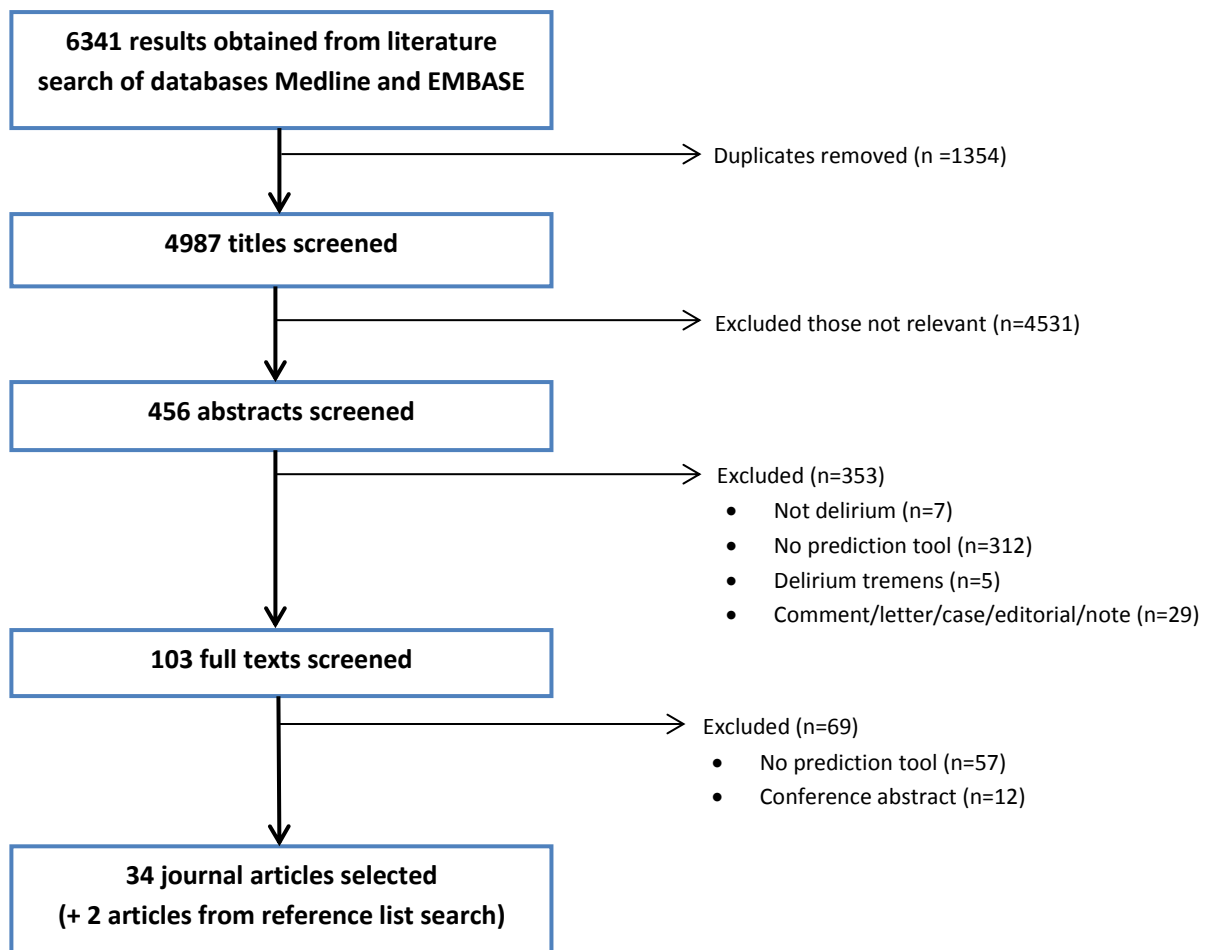 6341 results obtained from literature
search of databases Medline and EMBASE
Duplicates removed (n =1354)
4987 titles screened
Excluded those not relevant (n=4531)
456 abstracts screened
Excluded (n=353)
• Not delirium (n=7)
• No prediction tool (n=312)
• Delirium tremens (n=5)
• Comment/letter/case/editorial/note (n=29)
103 full texts screened
Excluded (n=69)
• No prediction tool (n=57)
• Conference abstract (n=12)
34 journal articles selected
(+ 2 articles from reference list search)